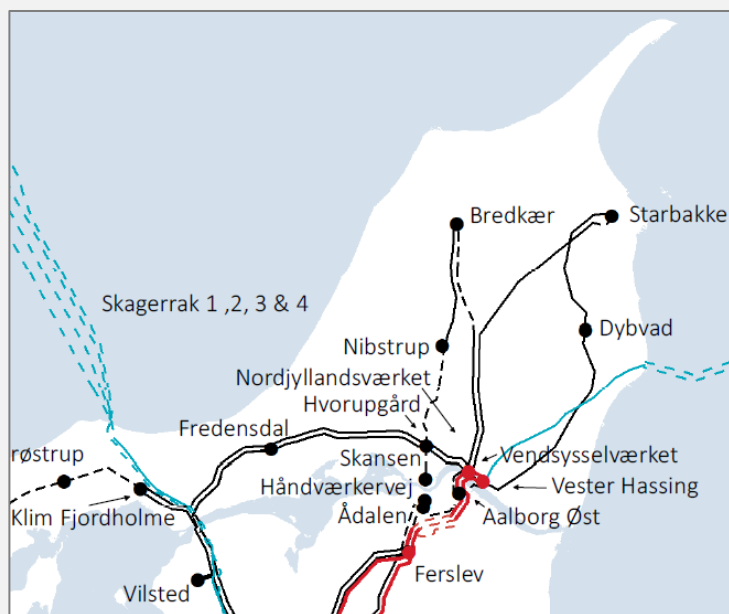 Bredkær
Starbakke
Skagerrak 1 ,2, 3 & 4
Dybvad
Nibstrup
Nordjyllandsværket
Hvorupgård
Fredensdal
Skansen
Vendsysselværket
røstrup
Håndværkervej
Vester Hassing
Klim Fjordholme
Ådalen
Aalborg Øst
Ferslev
Vilsted